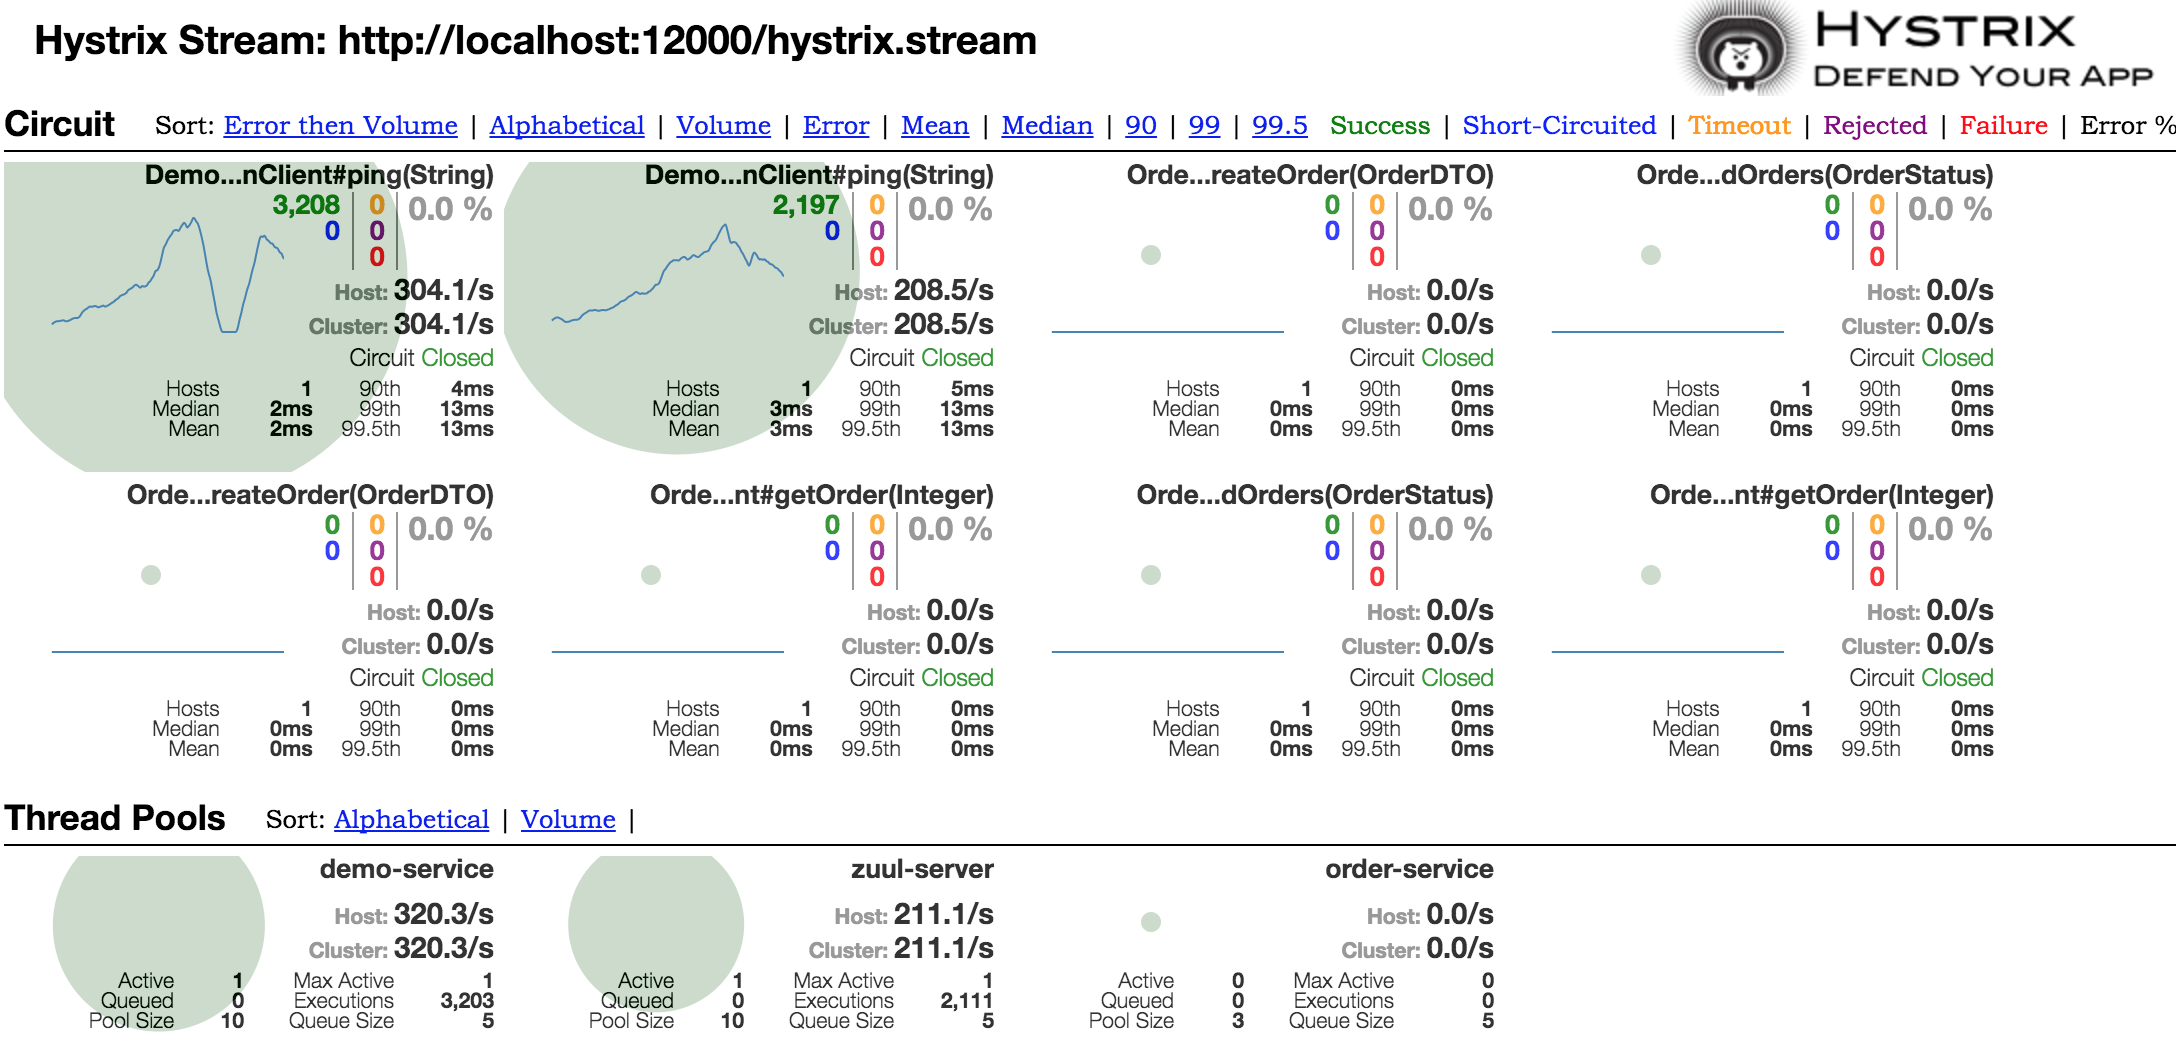 Hystrix Stream: http://localhost:12000/hystrix.stream
HYSTRIX
DEFEND YOUR APP
Circuit Sort: Error then Volume | Alphabetical | Volume | Error | Mean | Median | 90 | 99 | 99.5 Success | Short-Circuited | Timeout | Rejected | Failure | Error %
Demo...nClient#ping(String)
3,208 0 0.0 %
0 0
0
Host: 304.1/s
Cluster: 304.1/s
Circuit Closed
Hosts 1 90th 4ms
Median 2ms 99th 13ms
Mean 2ms 99.5th 13ms
Demo...nClient#ping(String)
2,197 0 0.0 %
0 0
0
Host: 208.5/s
Cluster: 208.5/s
Circuit Closed
Hosts 1 90th 5ms
Median 3ms 99th 13ms
Mean 3ms 99.5th 13ms
Orde...reateOrder(OrderDTO)
0 0 0.0 %
0 0
0
Host: 0.0/s
Cluster: 0.0/s
Circuit Closed
Hosts 1 90th 0ms
Median 0ms 99th 0ms
Mean 0ms 99.5th 0ms
Orde...dOrders(OrderStatus)
0 0 0.0 %
0 0
0
Host: 0.0/s
Cluster: 0.0/s
Circuit Closed
Hosts 1 90th 0ms
Median 0ms 99th 0ms
Mean 0ms 99.5th 0ms
Orde...reateOrder(OrderDTO)
0 0 0.0 %
0 0
0
Host: 0.0/s
Cluster: 0.0/s
Circuit Closed
Hosts 1 90th 0ms
Median 0ms 99th 0ms
Mean 0ms 99.5th 0ms
Orde...nt#getOrder(Integer)
0 0 0.0 %
0 0
0
Host: 0.0/s
Cluster: 0.0/s
Circuit Closed
Hosts 1 90th 0ms
Median 0ms 99th 0ms
Mean 0ms 99.5th 0ms
Orde...dOrders(OrderStatus)
0 0 0.0 %
0 0
0
Host: 0.0/s
Cluster: 0.0/s
Circuit Closed
Hosts 1 90th 0ms
Median 0ms 99th 0ms
Mean 0ms 99.5th 0ms
Orde...nt#getOrder(Integer)
0 0 0.0 %
0 0
0
Host: 0.0/s
Cluster: 0.0/s
Circuit Closed
Hosts 1 90th 0ms
Median 0ms 99th 0ms
Mean 0ms 99.5th 0ms
Thread Pools Sort: Alphabetical | Volume |
demo-service
Host: 320.3/s
Cluster: 320.3/s
Active 1 Max Active 1
Queued 0 Executions 3,203
Pool Size 10 Queue Size 5
zuul-server
Host: 211.1/s
Cluster: 211.1/s
Active 1 Max Active 1
Queued 0 Executions 2,111
Pool Size 10 Queue Size 5
order-service
Host: 0.0/s
Cluster: 0.0/s
Active 0 Max Active 0
Queued 0 Executions 0
Pool Size 3 Queue Size 5